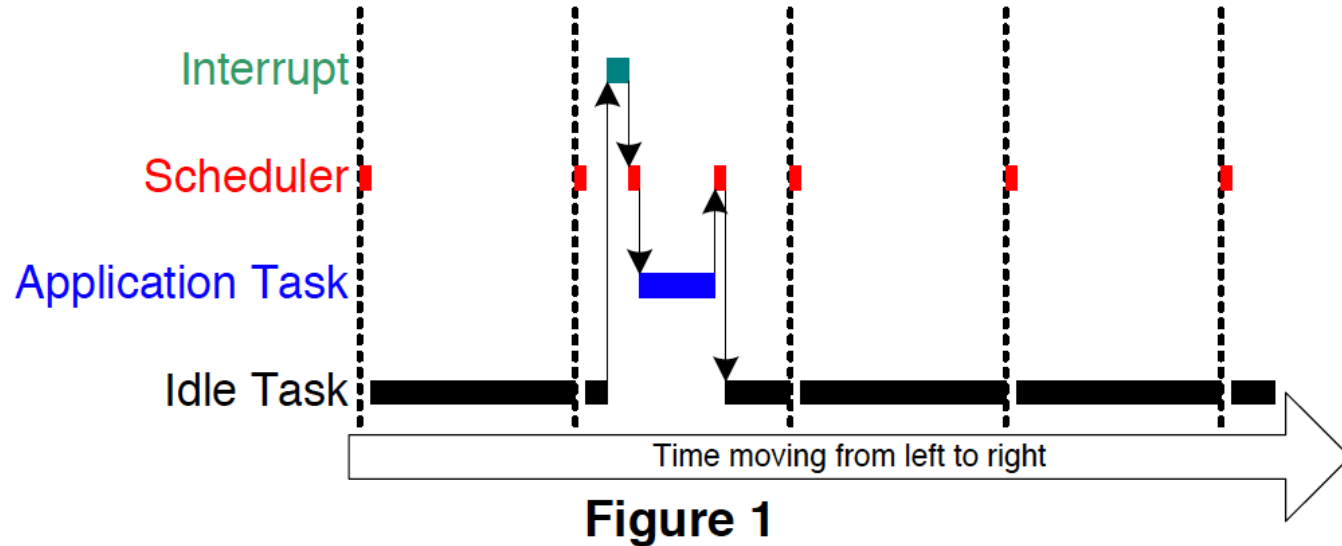 Interrupt
Scheduler
Application Task
Idle Task
Time moving from left to right
Figure 1